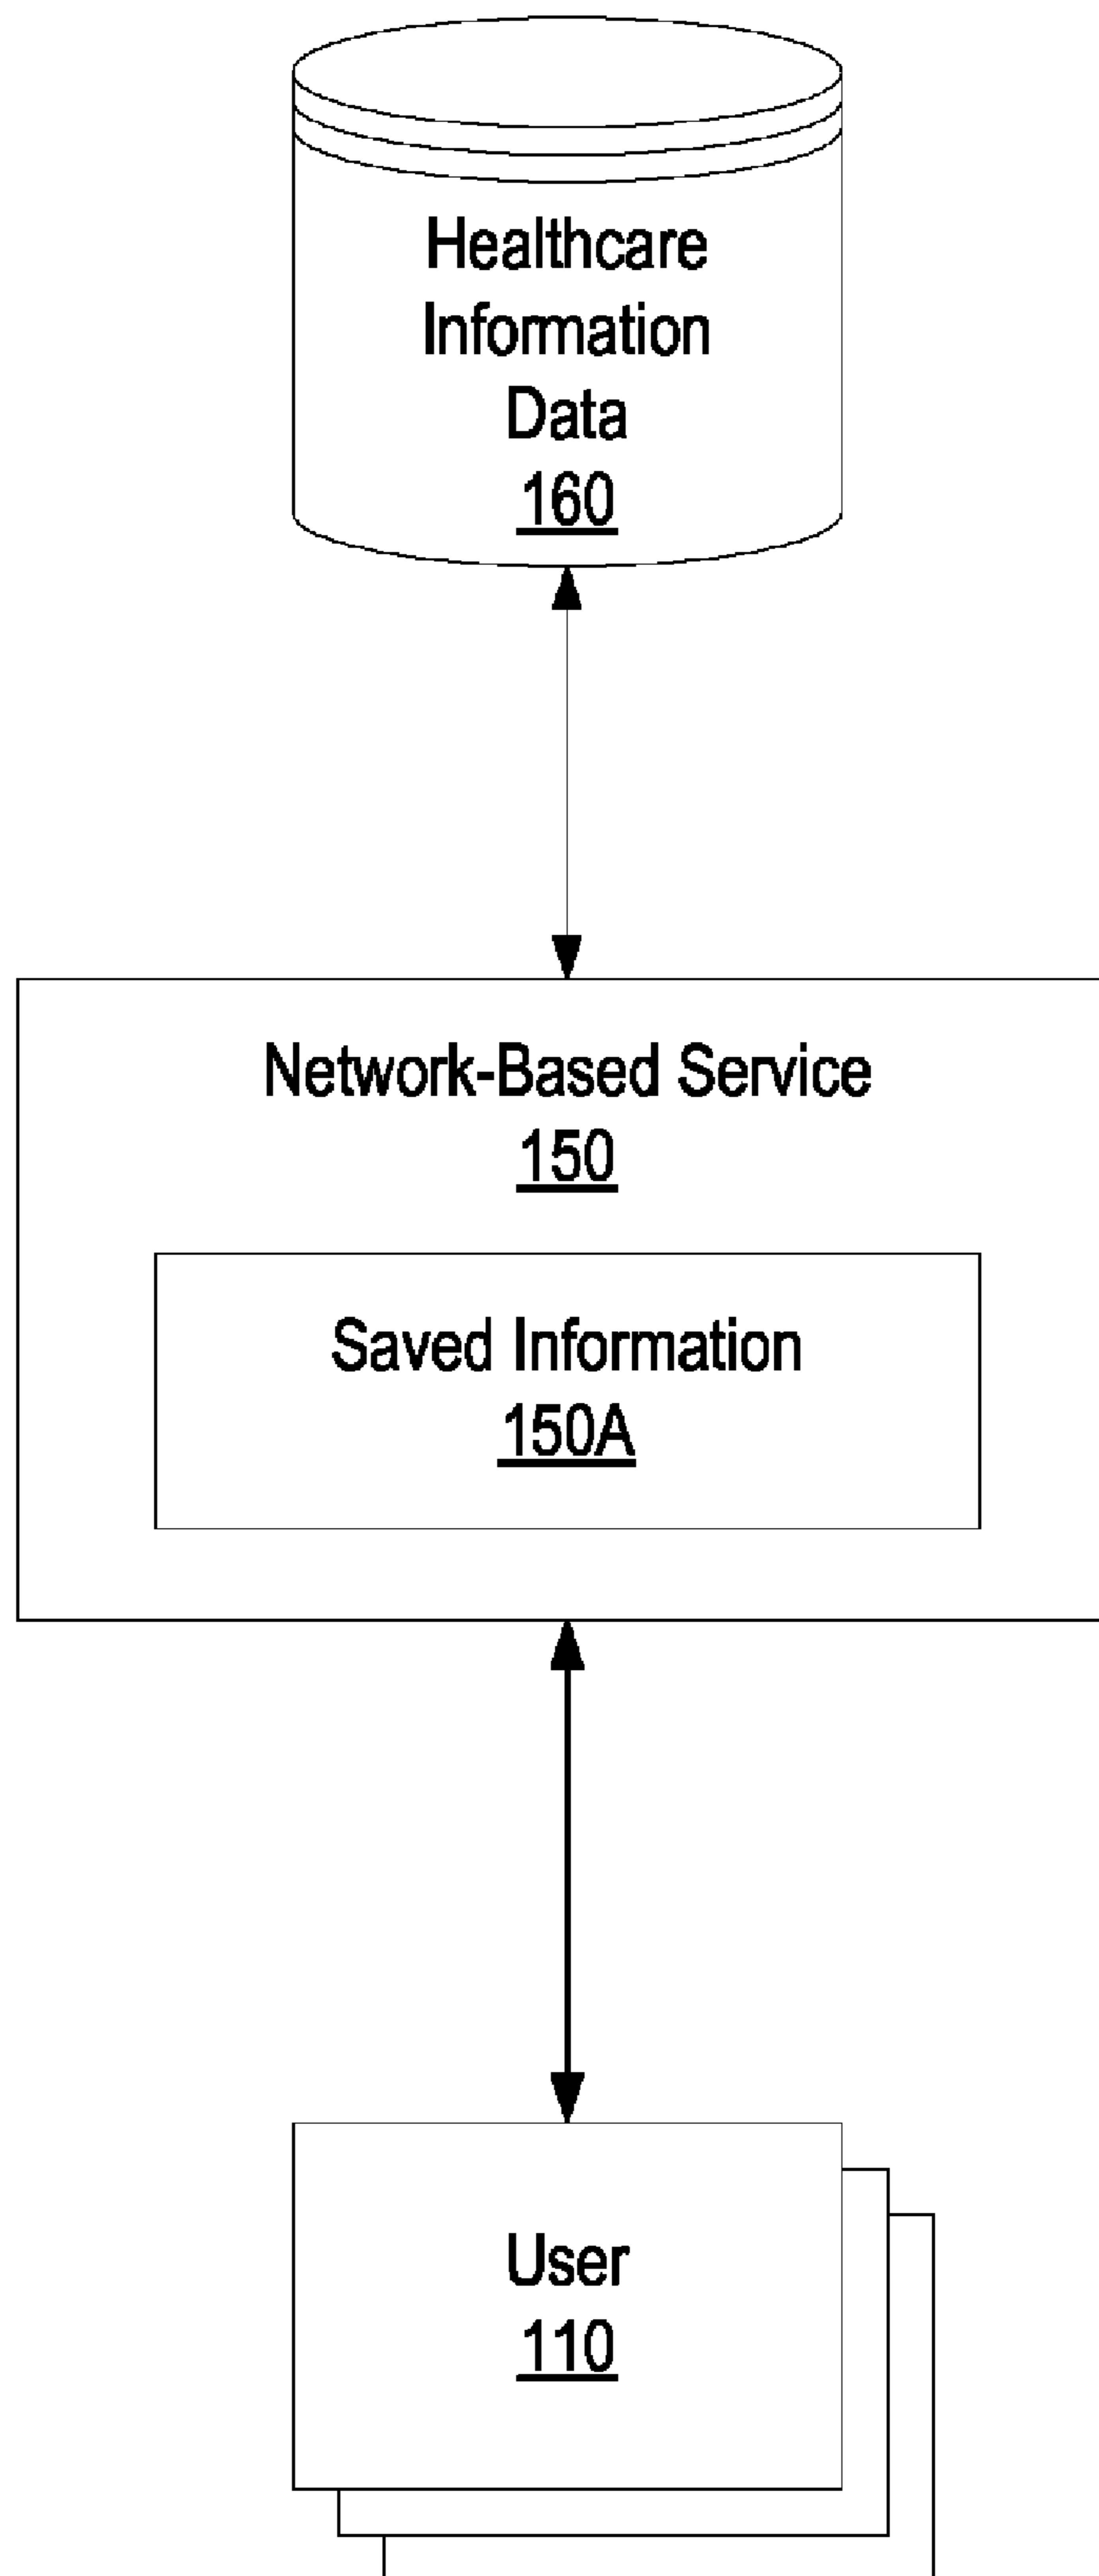 Healthcare
Information
Data
160
Network-Based Service
150
Saved Information
150A
User
110